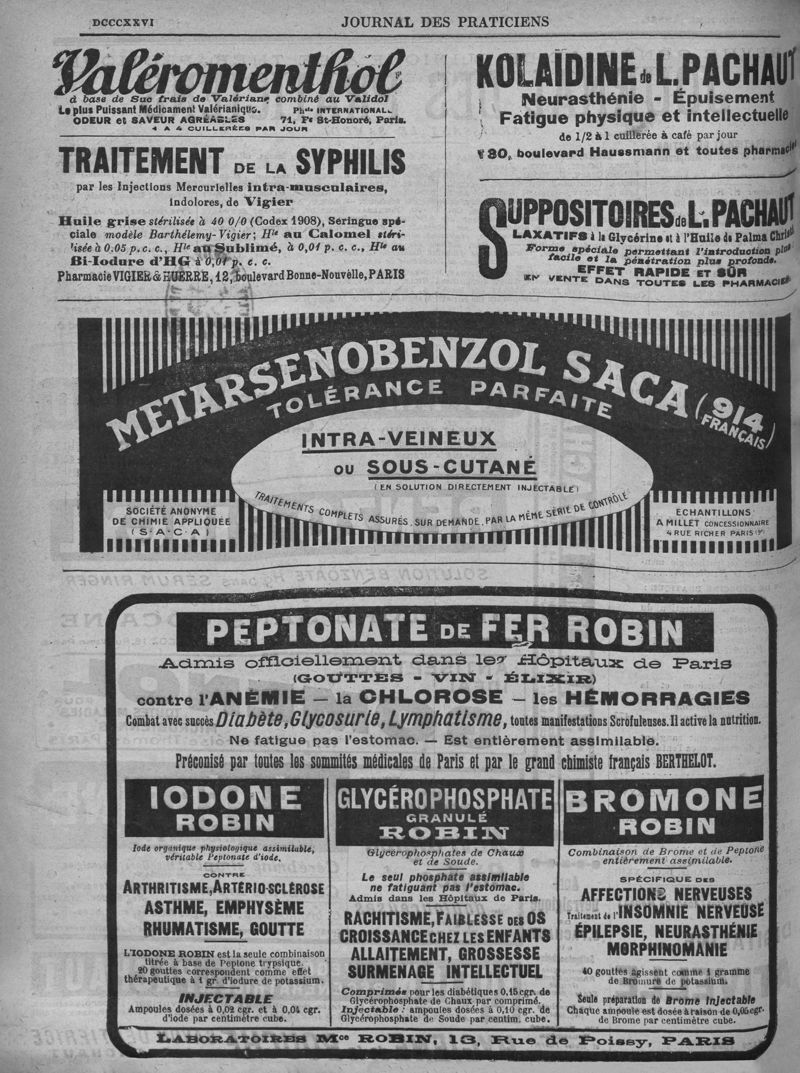 DCCCXXVI
JOURNAL DES PRATICIENS
Valéromenthol
à base de Suc frais de Valériane combiné au Validol
Le plus Puissant Médicament Valérianique. Phcie INTERNATIONALE
ODEUR et SAVEUR AGRÉABLES 71, Fg St-Honoré, Paris.
1 A 4 CUILLERÉES PAR JOUR
TRAITEMENT DE LA SYPHILIS
par les Injections Mercurielles intra-musculaires,
indolores, de Vigier
Huile grise stérilisée à 40 0/0 (Codex 1908), Seringue spé-
ciale modèle Barthélemy-Vigier; Hle au Calomel stéri-
lisée à 0,05 p. c. c., Hle au Sublimé, à 0,01 p. c. c., Hle au
Bi-Iodure d'HG à 0,01 p. c. c.
Pharmacie VIGIER & HUERRE, 12, boulevard Bonne-Nouvelle, PARIS
KOLAÏDINE de L. PACHAUT
Neurasthénie - Épuisement
Fatigue physique et intellectuelle
de 1/2 à 1 cuillerée à café par jour
130, boulevard Haussmann et toutes pharmacie
SUPPOSITOIRES de L. PACHAUT
LAXATIFS à la Glycérine et à l'Huile de Palma Christi
Forme spéciale permettant l'introduction plus
facile et la pénétration plus profonde.
EFFET RAPIDE ET SÛR
EN VENTE DANS TOUTES LES PHARMACIES
METARSENOBENZOL SACA (914 FRANÇAIS)
TOLÉRANCE PARFAITE
INTRA-VEINEUX
OU SOUS-CUTANÉ
(EN SOLUTION DIRECTEMENT INJECTABLE)
TRAITEMENTS COMPLETS ASSURÉS, SUR DEMANDE, PAR LA MÊME SÉRIE DE CONTRÔLE
SOCIÉTÉ ANONYME
DE CHIMIE APPLIQUÉE
(S·A·C·A)
ECHANTILLONS
A MILLET CONCESSIONNAIRE
4 RUE RICHER PARIS
PEPTONATE DE FER ROBIN
Admis officiellement dans les Hôpitaux de Paris
(GOUTTES - VIN - ÉLIXIR)
contre l'ANÉMIE — la CHLOROSE — les HÉMORRAGIES
Combat avec succès Diabète, Glycosurie, Lymphatisme, toutes manifestations Scrofuleuses. Il active la nutrition.
Ne fatigue pas l'estomac. — Est entièrement assimilable.
Préconisé par toutes les sommités médicales de Paris et par le grand chimiste français BERTHELOT.
IODONE
ROBIN
Iode organique physiologique assimilable,
véritable Peptonate d'iode.
CONTRE
ARTHRITISME, ARTÉRIO-SCLÉROSE
ASTHME, EMPHYSÈME
RHUMATISME, GOUTTE
L'IODONE ROBIN est la seule combinaison
titrée à base de Peptone trypsique.
20 gouttes correspondent comme effet
thérapeutique à 1 gr. d'iodure de potassium.
INJECTABLE
Ampoules dosées à 0,02 cgr. et à 0,04 cgr.
d'iode par centimètre cube.
GLYCÉROPHOSPHATE
GRANULÉ
ROBIN
Glycérophosphates de Chaux
et de Soude.
Le seul phosphate assimilable
ne fatiguant pas l'estomac.
Admis dans les Hôpitaux de Paris.
RACHITISME, FAIBLESSE DES OS
CROISSANCE CHEZ LES ENFANTS
ALLAITEMENT, GROSSESSE
SURMENAGE INTELLECTUEL
Comprimés pour les diabétiques 0,15 cgr. de
Glycérophosphate de Chaux par comprimé.
Injectable : ampoules dosées à 0,10 cgr. de
Glycérophosphate de Soude par centim. cube.
BROMONE
ROBIN
Combinaison de Brome et de Peptone
entièrement assimilable.
SPÉCIFIQUE DES
AFFECTIONS NERVEUSES
Traitement de l'INSOMNIE NERVEUSE
ÉPILEPSIE, NEURASTHÉNIE
MORPHINOMANIE
40 gouttes agissent comme 1 gramme
de Bromure de potassium.
Seule préparation de Brome Injectable
Chaque ampoule est dosée à raison de 0,05 cgr.
de Brome par centimètre cube.
LABORATOIRES Mce ROBIN, 13, Rue de Poissy, PARIS